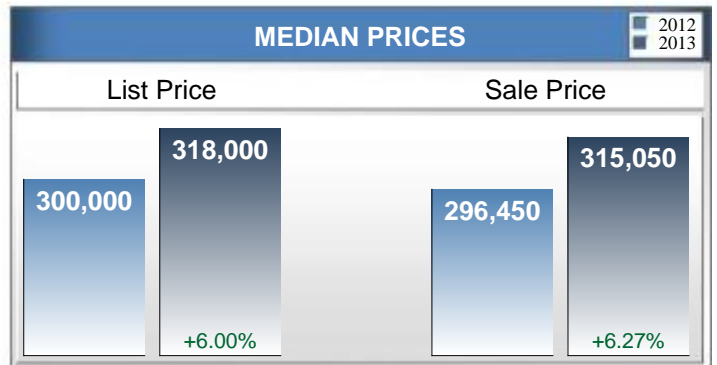 MEDIAN PRICES
2012
2013
List Price
Sale Price
300,000
318,000
+6.00%
296,450
315,050
+6.27%